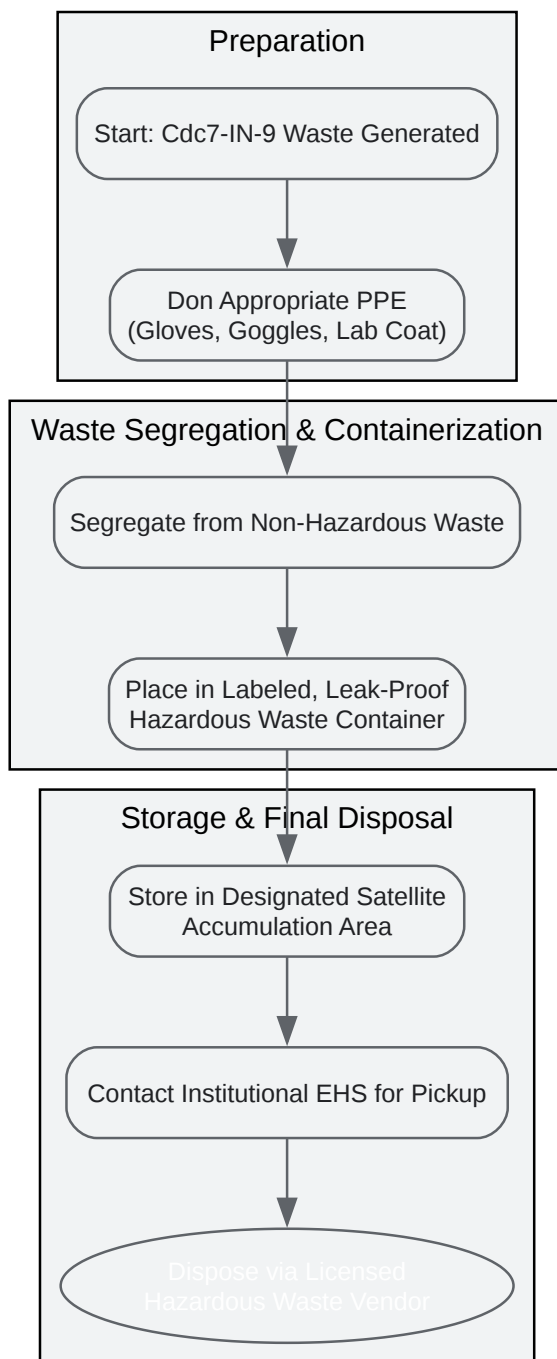 Preparation
Start: Cdc7-IN-9 Waste Generated
Don Appropriate PPE
(Gloves, Goggles, Lab Coat)
Waste Segregation & Containerization
Segregate from Non-Hazardous Waste
Place in Labeled, Leak-Proof
Hazardous Waste Container
Storage & Final Disposal
Store in Designated Satellite
Accumulation Area
Contact Institutional EHS for Pickup
Dispose via Licensed
Hazardous Waste Vendor